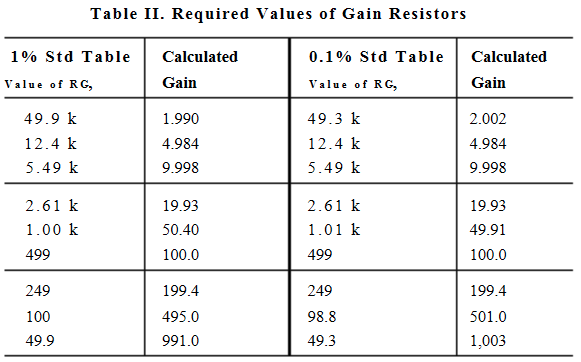 Table II. Required Values of Gain Resistors
1% Std Table Calculated 0.1% Std Table Calculated
Value of RG, Gain Value of RG, Gain
49.9 k 1.990 49.3 k 2.002
12.4 k 4.984 12.4 k 4.984
5.49 k 9.998 5.49 k 9.998
2.61 k 19.93 2.61 k 19.93
1.00 k 50.40 1.01 k 49.91
499 100.0 499 100.0
249 199.4 249 199.4
100 495.0 98.8 501.0
49.9 991.0 49.3 1,003